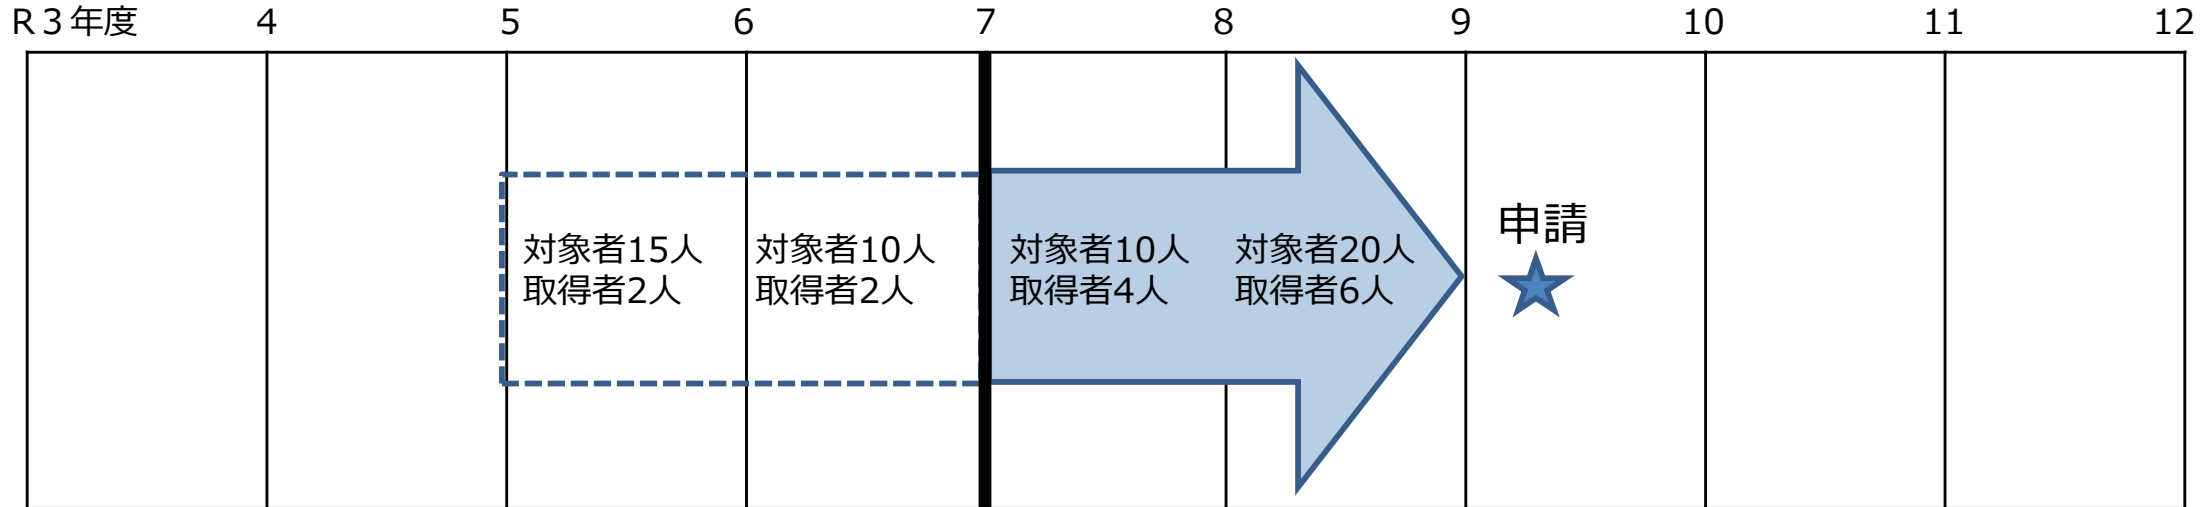 R３年度 4 5 6 7 8 9 10 11 12
対象者15人
取得者2人
対象者10人
取得者2人
対象者10人
取得者4人
対象者20人
取得者6人
申請